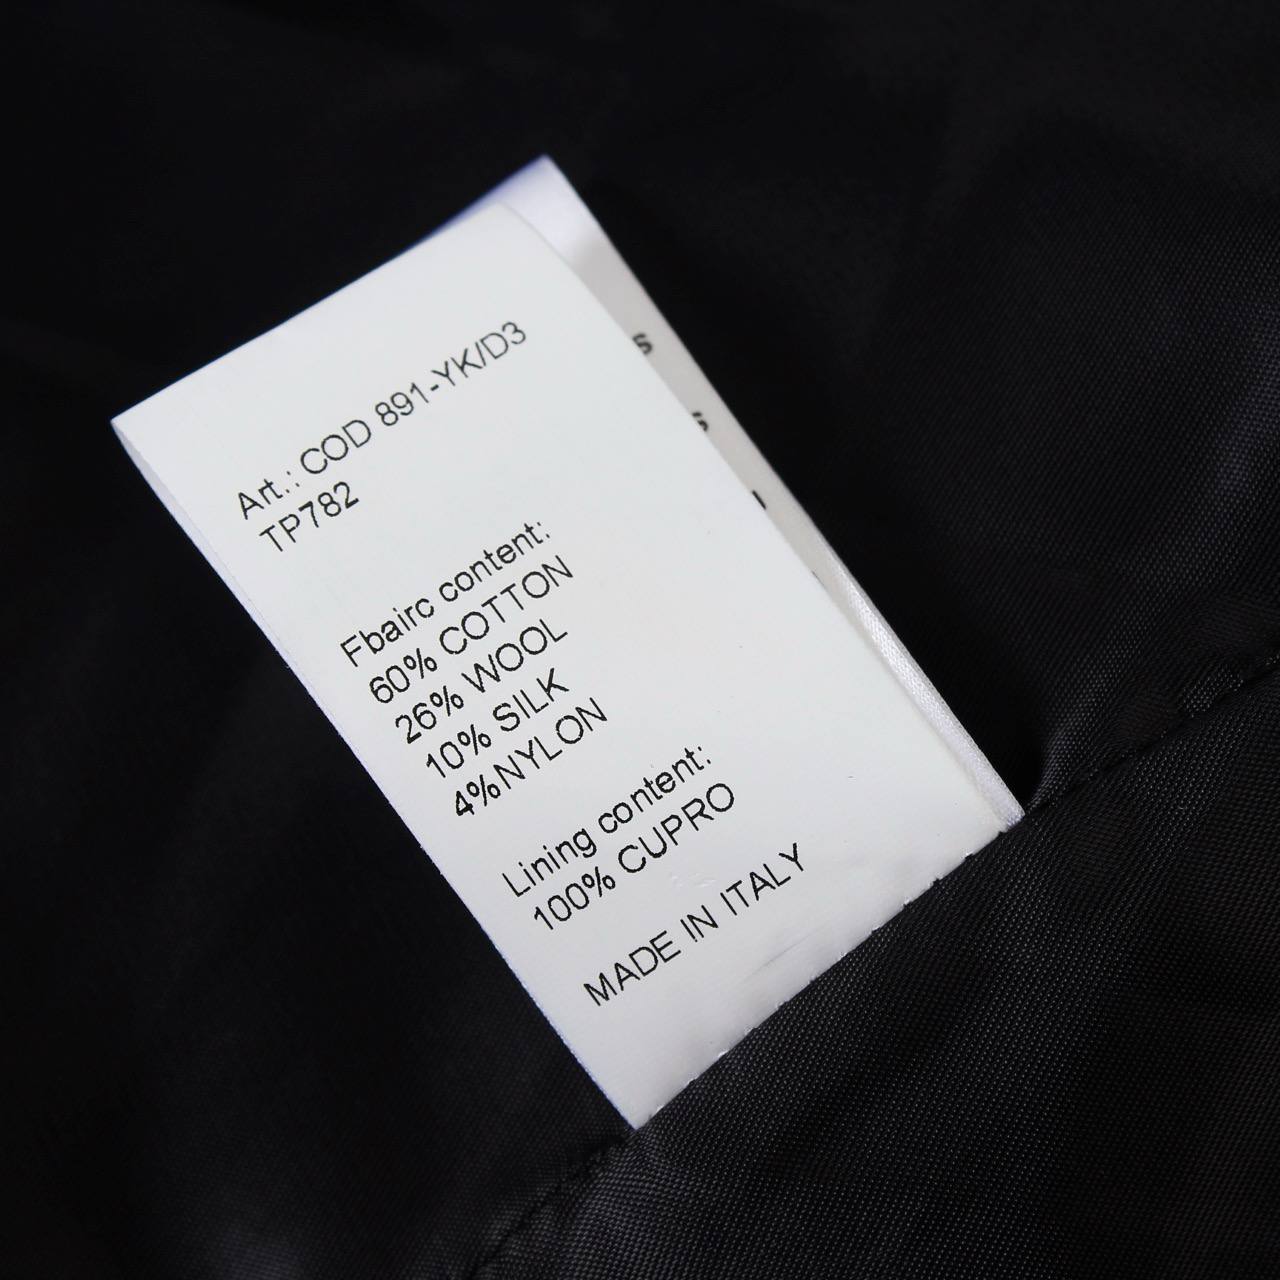 Art.: COD 891-YK/D3
TP782
Fbairc content:
60% COTTON
26% WOOL
10% SILK
4%NYLON
Lining content:
100% CUPRO
MADE IN ITALY